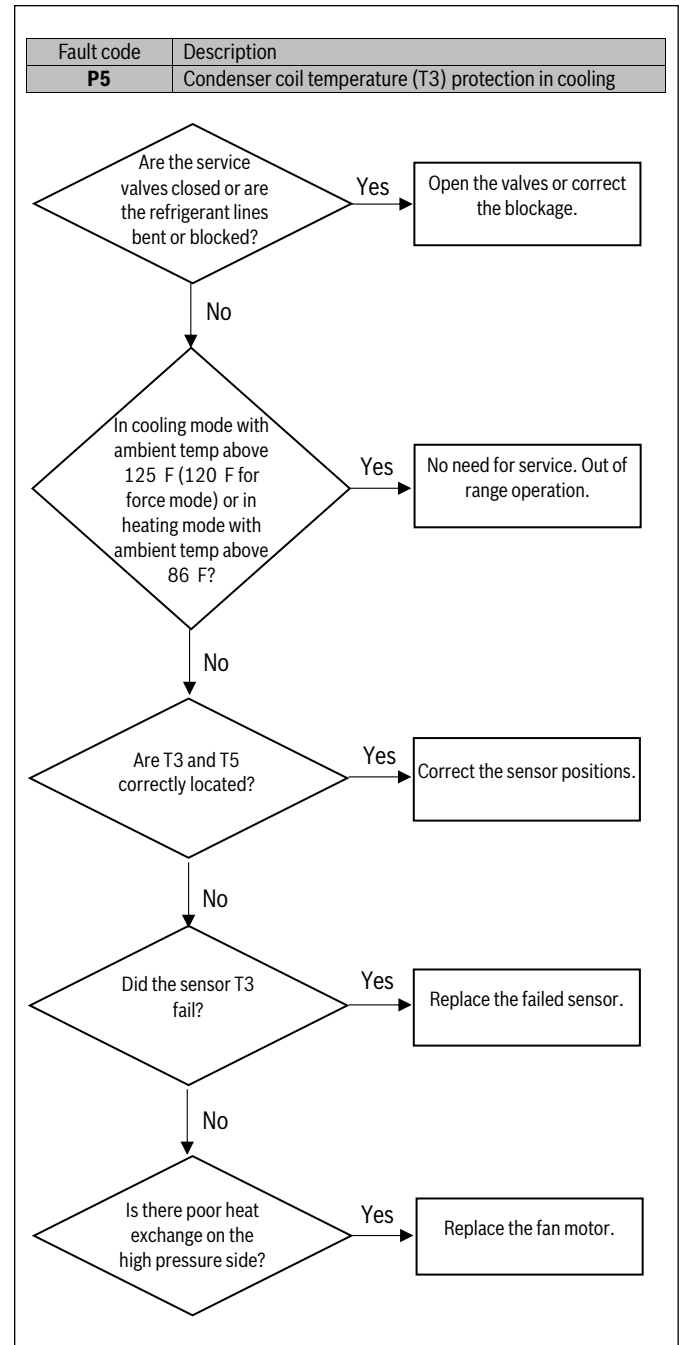 Fault code Description
P5 Condenser coil temperature (T3) protection in cooling
Are the service
valves closed or are
the refrigerant lines
bent or blocked?
Yes
Open the valves or correct
the blockage.
No
In cooling mode with
ambient temp above
125 F (120 F for
force mode) or in
heating mode with
ambient temp above
86 F?
Yes
No need for service. Out of
range operation.
No
Are T3 and T5
correctly located?
Yes
Correct the sensor positions.
No
Did the sensor T3
fail?
Yes
Replace the failed sensor.
No
Is there poor heat
exchange on the
high pressure side?
Yes
Replace the fan motor.